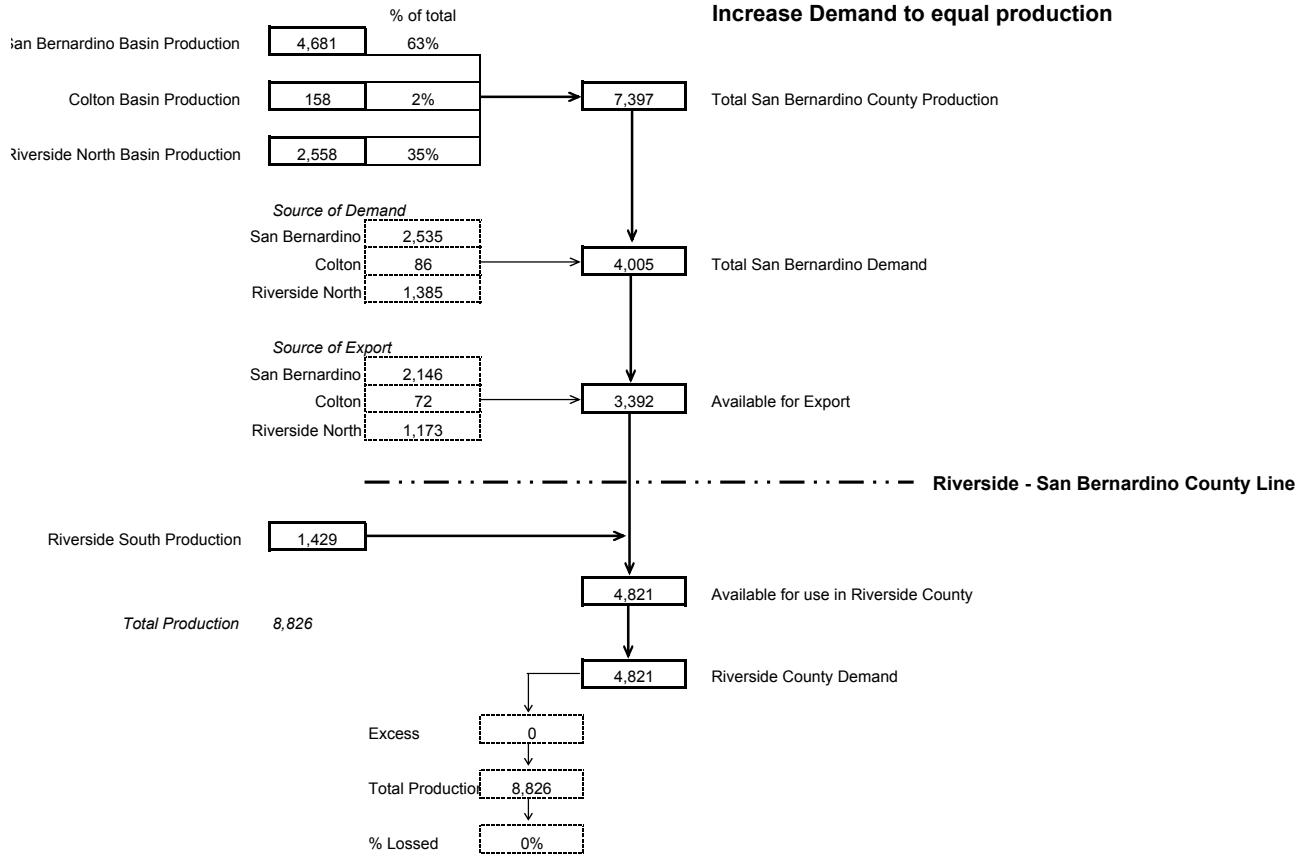 % of total
Increase Demand to equal production
San Bernardino Basin Production 4,681 63%
Colton Basin Production 158 2% 7,397 Total San Bernardino County Production
Riverside North Basin Production 2,558 35%
Source of Demand
San Bernardino 2,535
Colton 86 4,005 Total San Bernardino Demand
Riverside North 1,385
Source of Export
San Bernardino 2,146
Colton 72 3,392 Available for Export
Riverside North 1,173
Riverside - San Bernardino County Line
Riverside South Production 1,429
4,821 Available for use in Riverside County
Total Production 8,826
4,821 Riverside County Demand
Excess 0
Total Production 8,826
% Lossed 0%